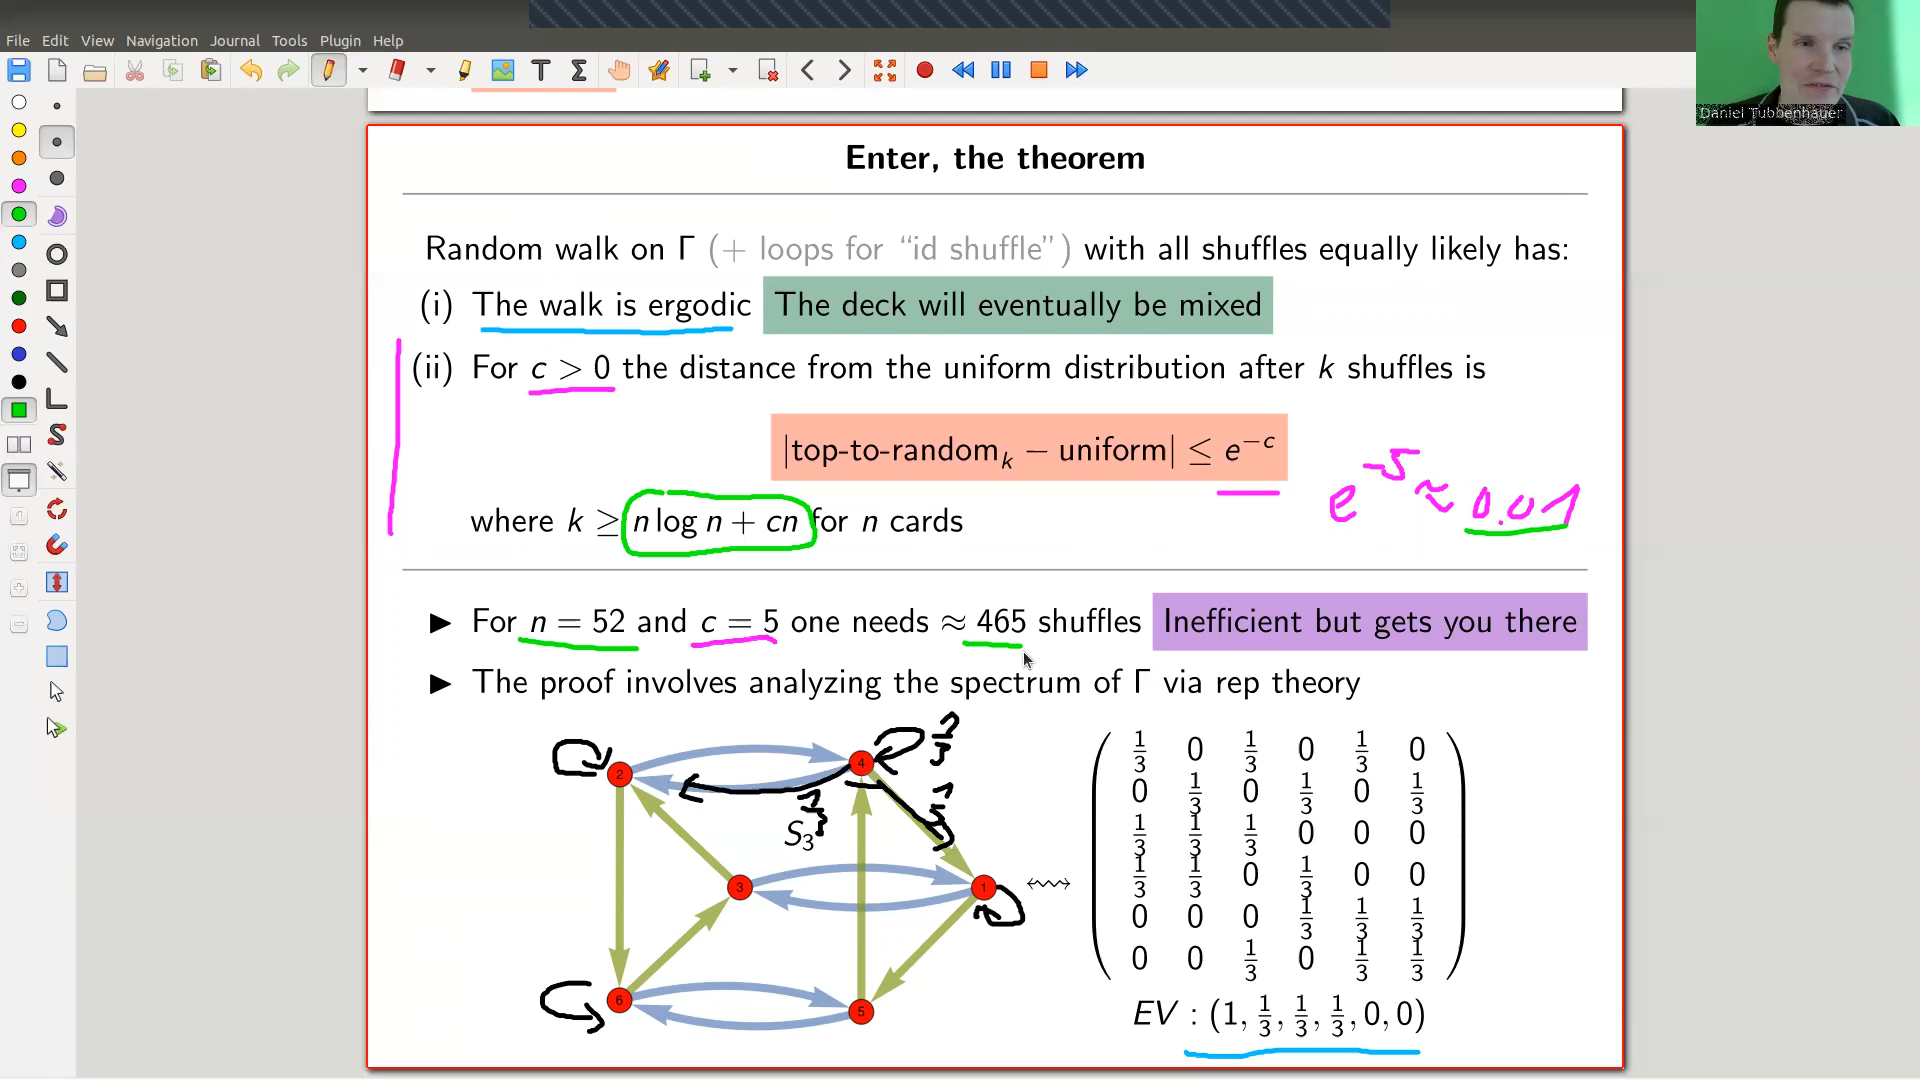 File Edit View Navigation Journal Tools Plugin Help
Daniel Tubbenhauer
Enter, the theorem
Random walk on Γ (+ loops for “id shuffle”) with all shuffles equally likely has:
(i) The walk is ergodic The deck will eventually be mixed
(ii) For c > 0 the distance from the uniform distribution after k shuffles is
|top-to-random_k − uniform| ≤ e^{−c}
e^{-5} ≈ 0.01
where k ≥ n log n + cn for n cards
▶ For n = 52 and c = 5 one needs ≈ 465 shuffles Inefficient but gets you there
▶ The proof involves analyzing the spectrum of Γ via rep theory
2 4
S_3
3 1 ↭
6 5
1/3 0 1/3 0 1/3 0
0 1/3 0 1/3 0 1/3
1/3 1/3 1/3 0 0 0
1/3 1/3 0 1/3 0 0
0 0 0 1/3 1/3 1/3
0 0 1/3 0 1/3 1/3
EV : (1, 1/3, 1/3, 1/3, 0, 0)